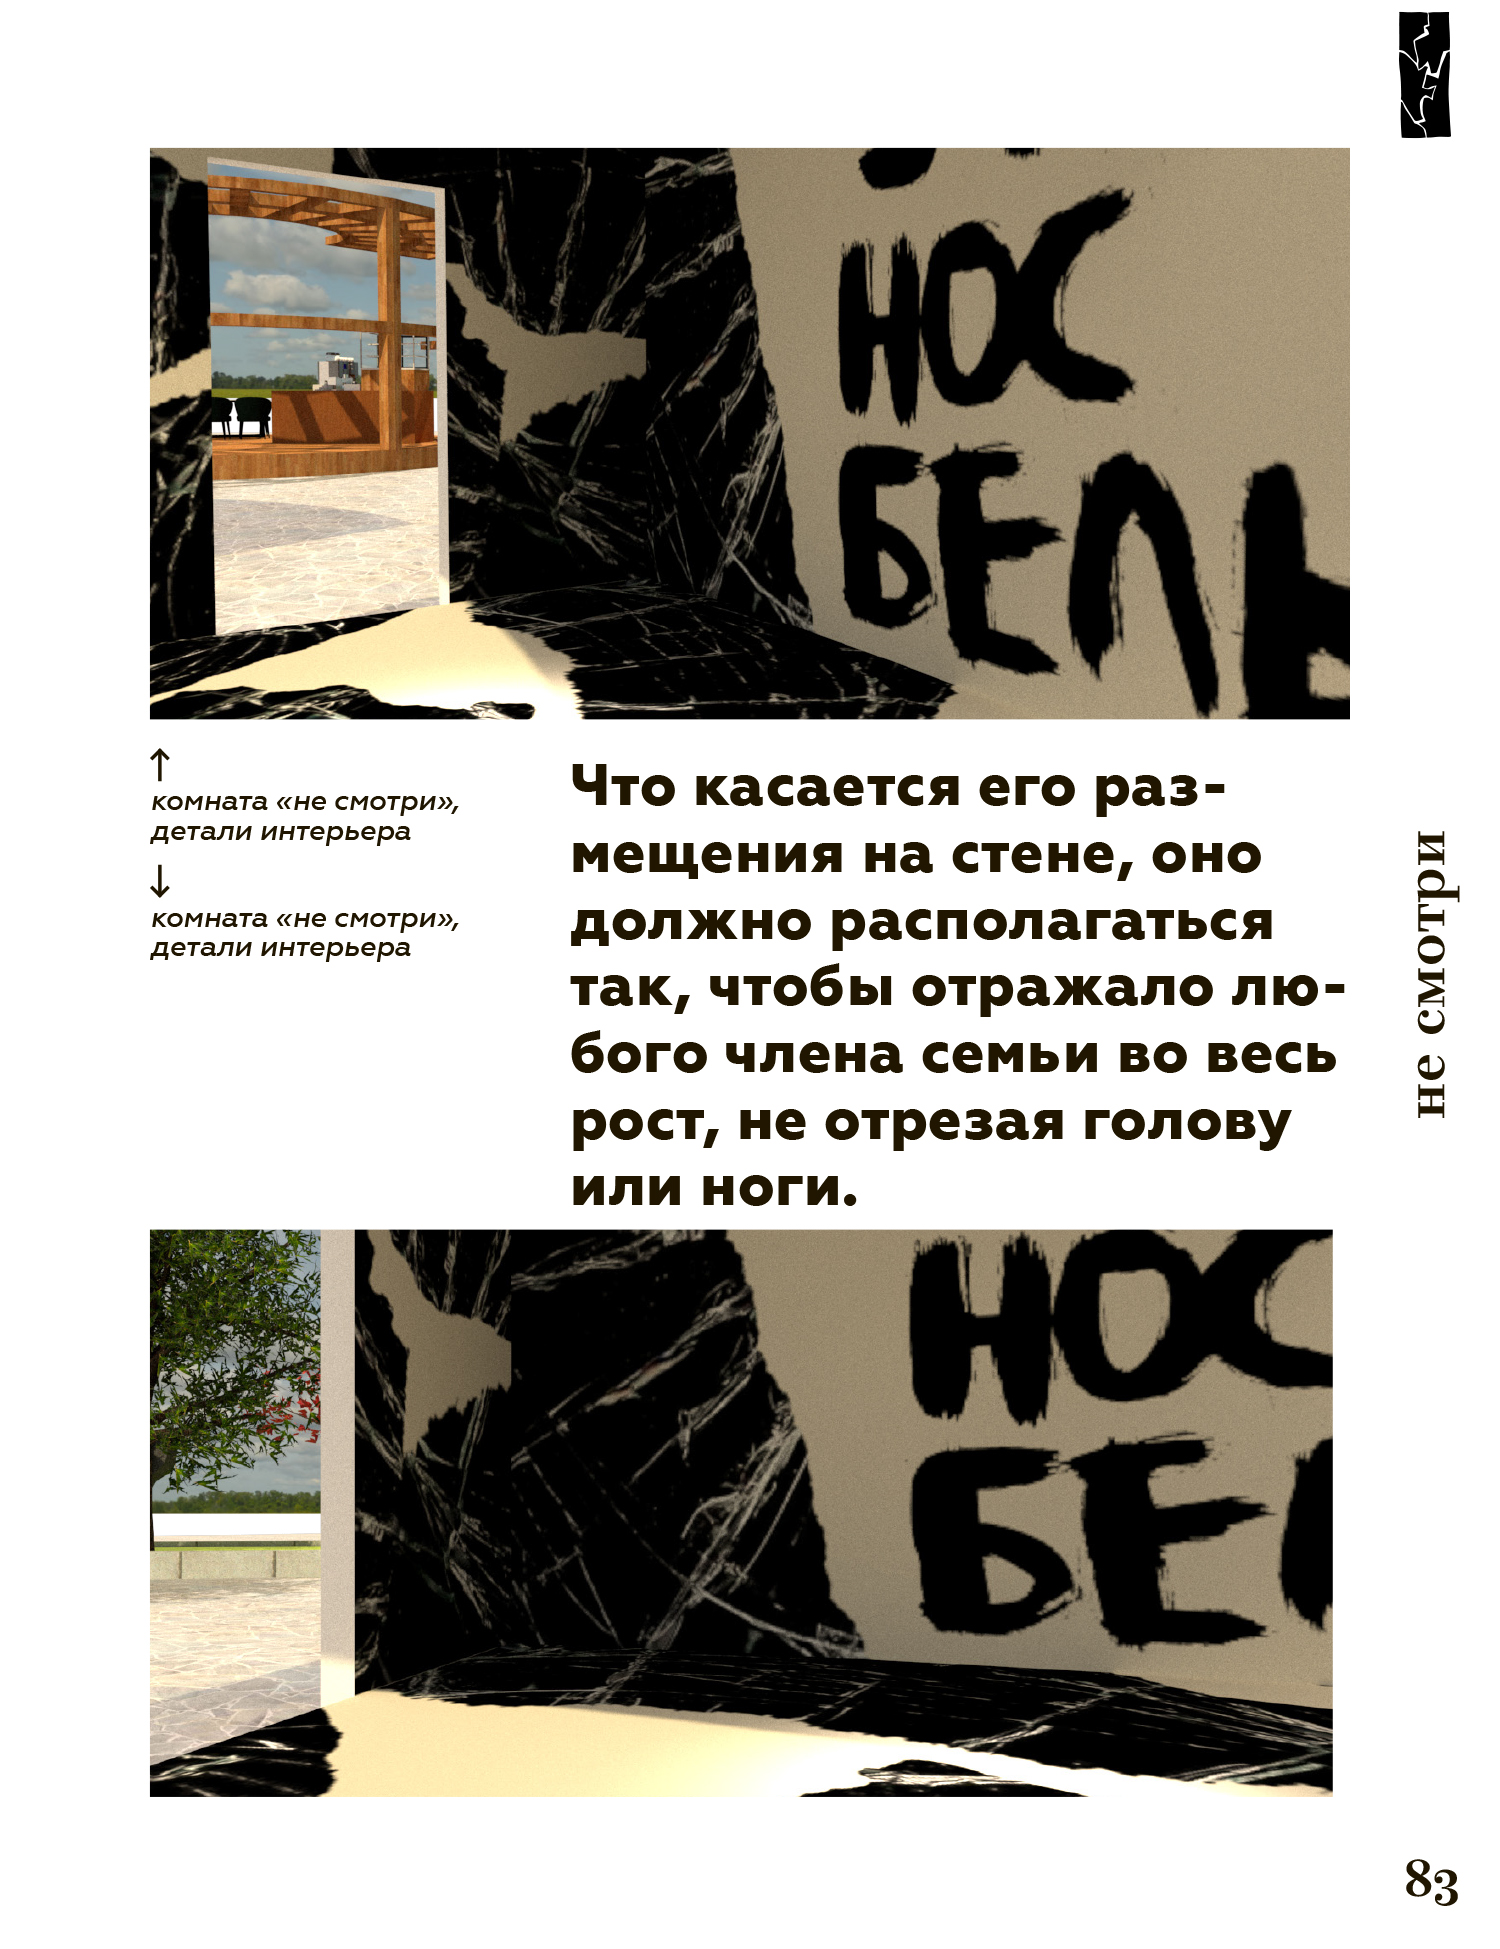 НОС
БЕЛЬ
↑
комната «не смотри»,
детали интерьера
↓
комната «не смотри»,
детали интерьера
Что касается его раз-
мещения на стене, оно
должно располагаться
так, чтобы отражало лю-
бого члена семьи во весь
рост, не отрезая голову
или ноги.
не смотри
НОС
БЕ
83